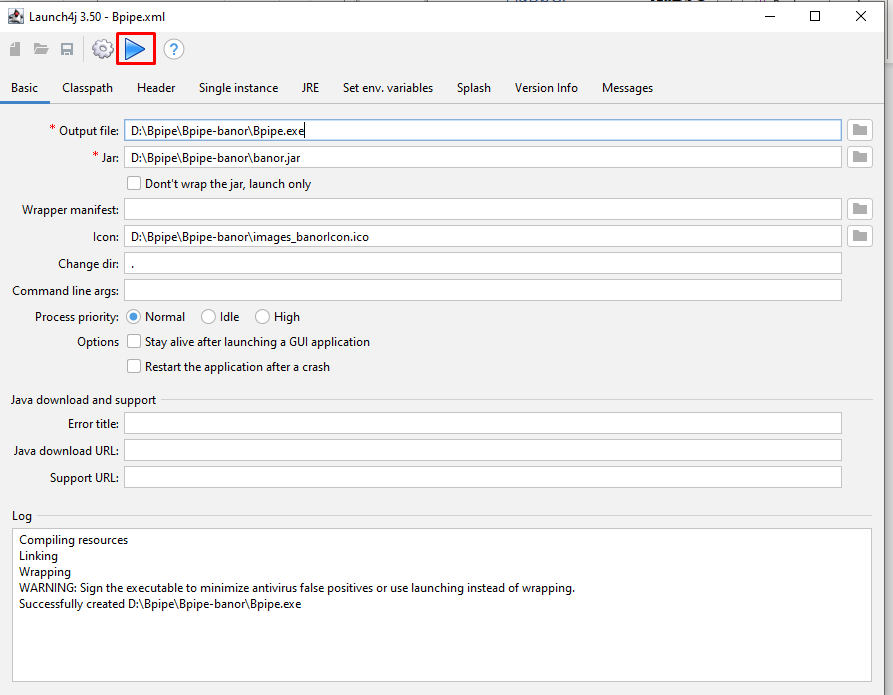 Launch4j 3.50 - Bpipe.xml
?
Basic Classpath Header Single instance JRE Set env. variables Splash Version Info Messages
* Output file: D:\Bpipe\Bpipe-banor\Bpipe.exe
* Jar: D:\Bpipe\Bpipe-banor\banor.jar
Dont't wrap the jar, launch only
Wrapper manifest:
Icon: D:\Bpipe\Bpipe-banor\images_banorIcon.ico
Change dir: .
Command line args:
Process priority: Normal Idle High
Options Stay alive after launching a GUI application
Restart the application after a crash
Java download and support
Error title:
Java download URL:
Support URL:
Log
Compiling resources
Linking
Wrapping
WARNING: Sign the executable to minimize antivirus false positives or use launching instead of wrapping.
Successfully created D:\Bpipe\Bpipe-banor\Bpipe.exe